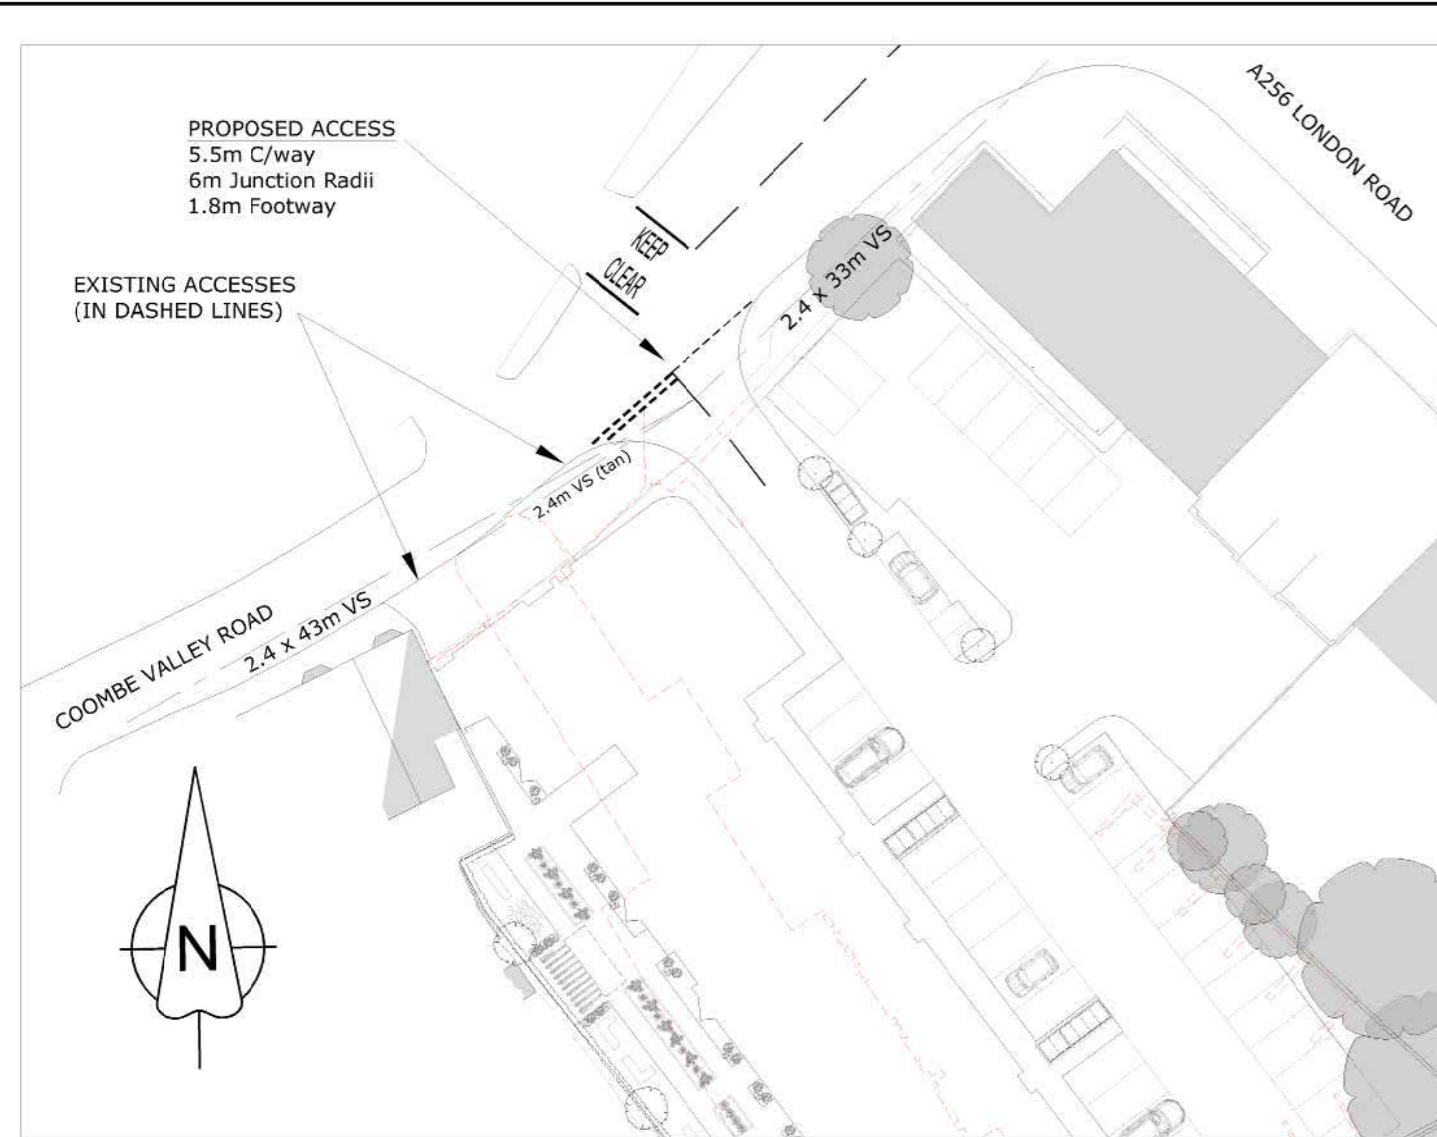 A256 LONDON ROAD
PROPOSED ACCESS
5.5m C/way
6m Junction Radii
1.8m Footway
KEEP
CLEAR
2.4 x 33m VS
EXISTING ACCESSES
(IN DASHED LINES)
2.4m VS (tan)
2.4 x 43m VS
COOMBE VALLEY ROAD
N